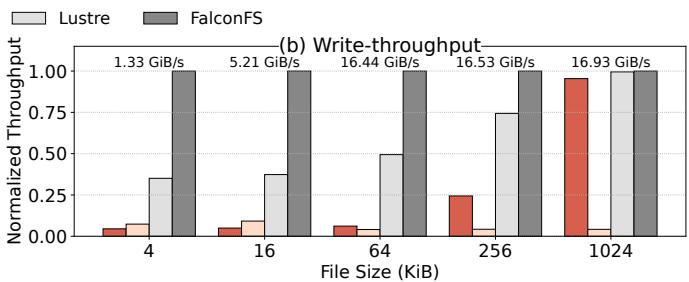 Lustre FalconFS
(b) Write-throughput
1.33 GiB/s 5.21 GiB/s 16.44 GiB/s 16.53 GiB/s 16.93 GiB/s
Normalized Throughput
1.00
0.75
0.50
0.25
0.00
4 16 64 256 1024
File Size (KiB)